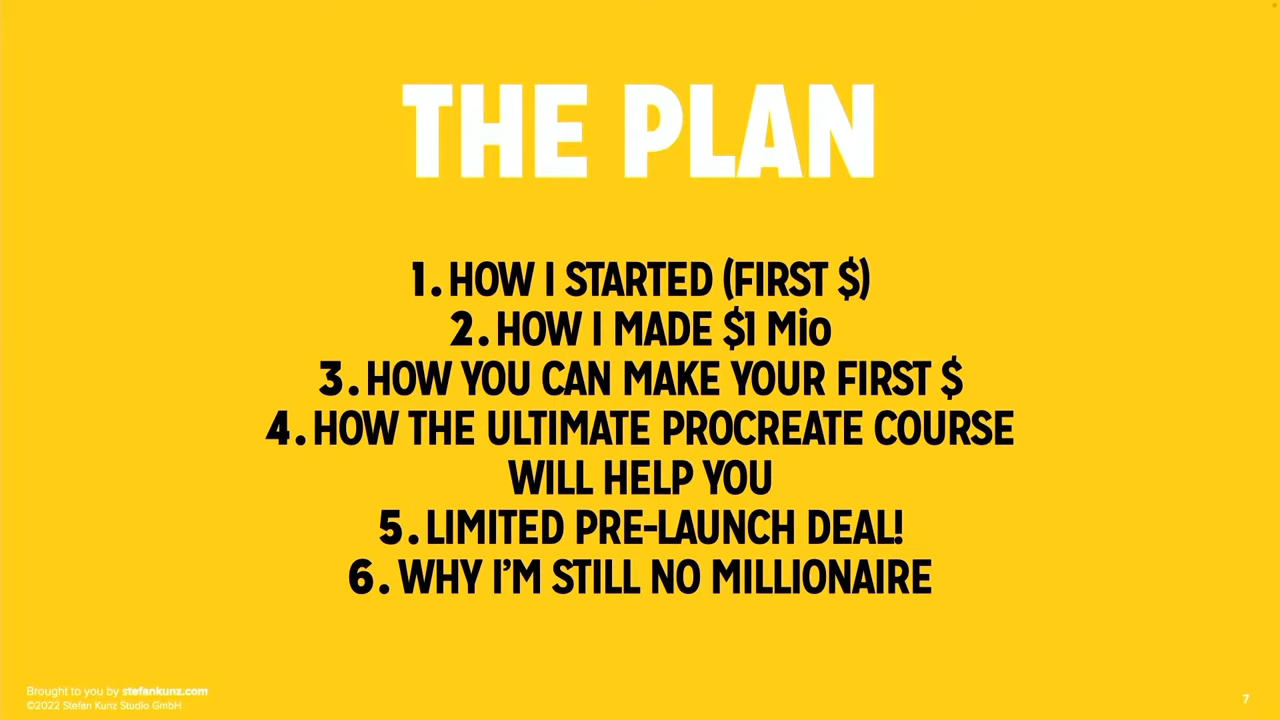 THE PLAN
1. HOW I STARTED (FIRST $)
2. HOW I MADE $1 Mio
3. HOW YOU CAN MAKE YOUR FIRST $
4. HOW THE ULTIMATE PROCREATE COURSE
WILL HELP YOU
5. LIMITED PRE-LAUNCH DEAL!
6. WHY I'M STILL NO MILLIONAIRE
Brought to you by stefankunz.com
©2022 Stefan Kunz Studio GmbH
7